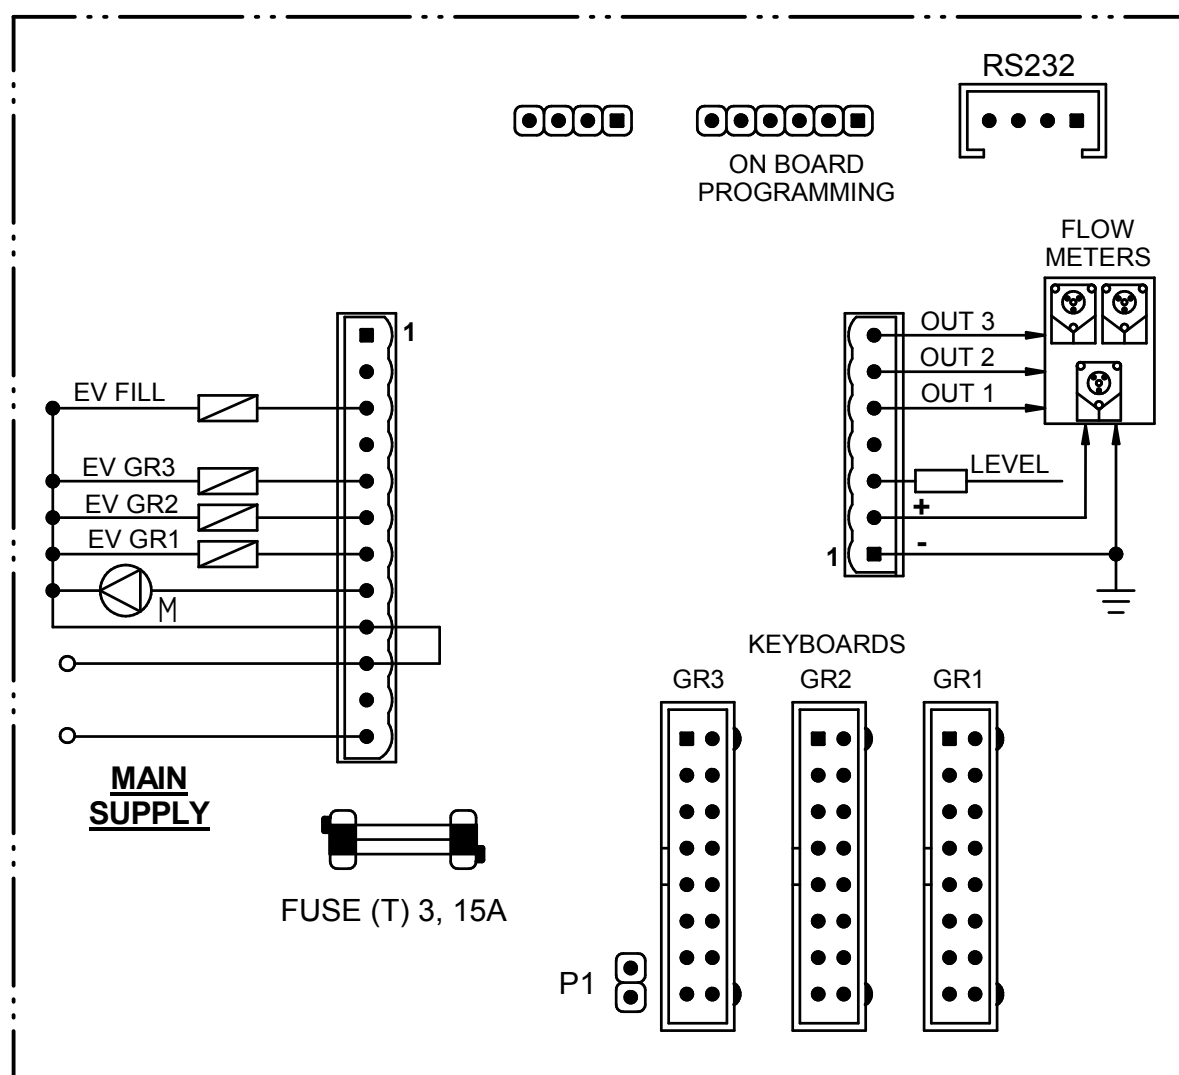 RS232
ON BOARD
PROGRAMMING
FLOW
METERS
1
OUT 3
OUT 2
EV FILL
OUT 1
EV GR3
LEVEL
EV GR2
+
EV GR1
-
1
M
KEYBOARDS
GR3
GR2
GR1
MAIN
SUPPLY
FUSE (T) 3, 15A
P1